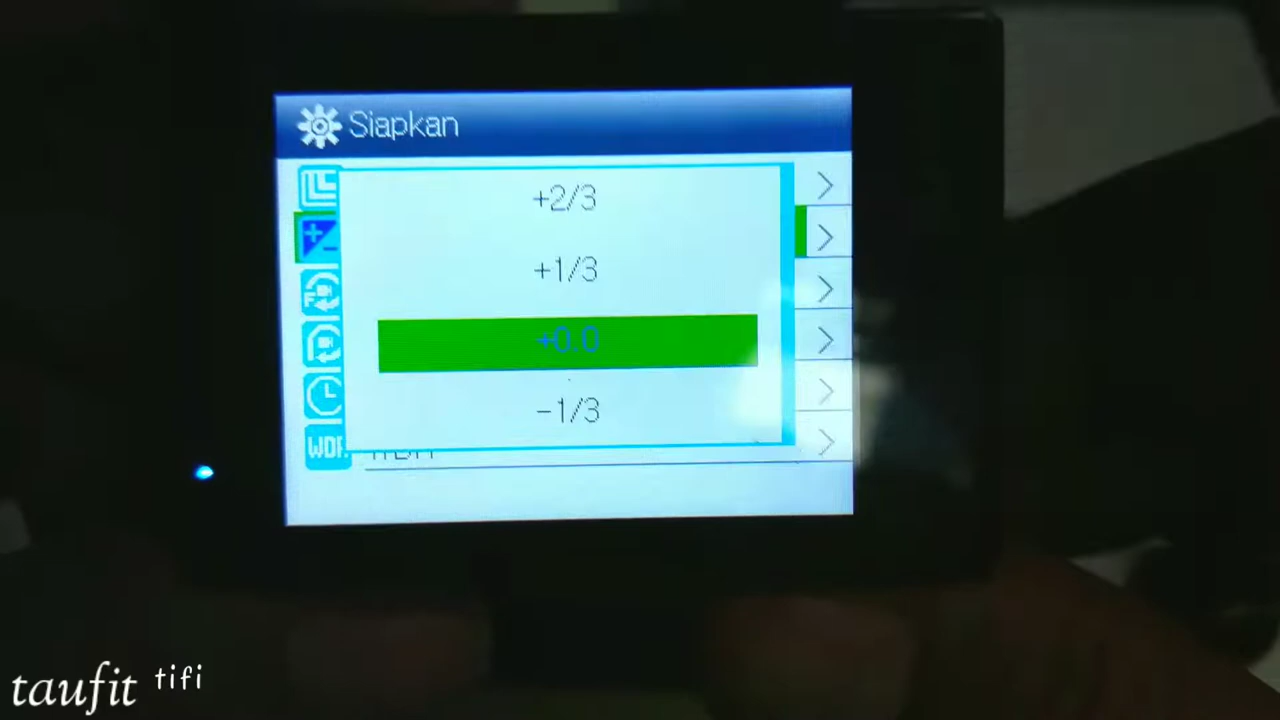 Siapkan
+2/3
+1/3
+0.0
-1/3
WDR
taufit tifi